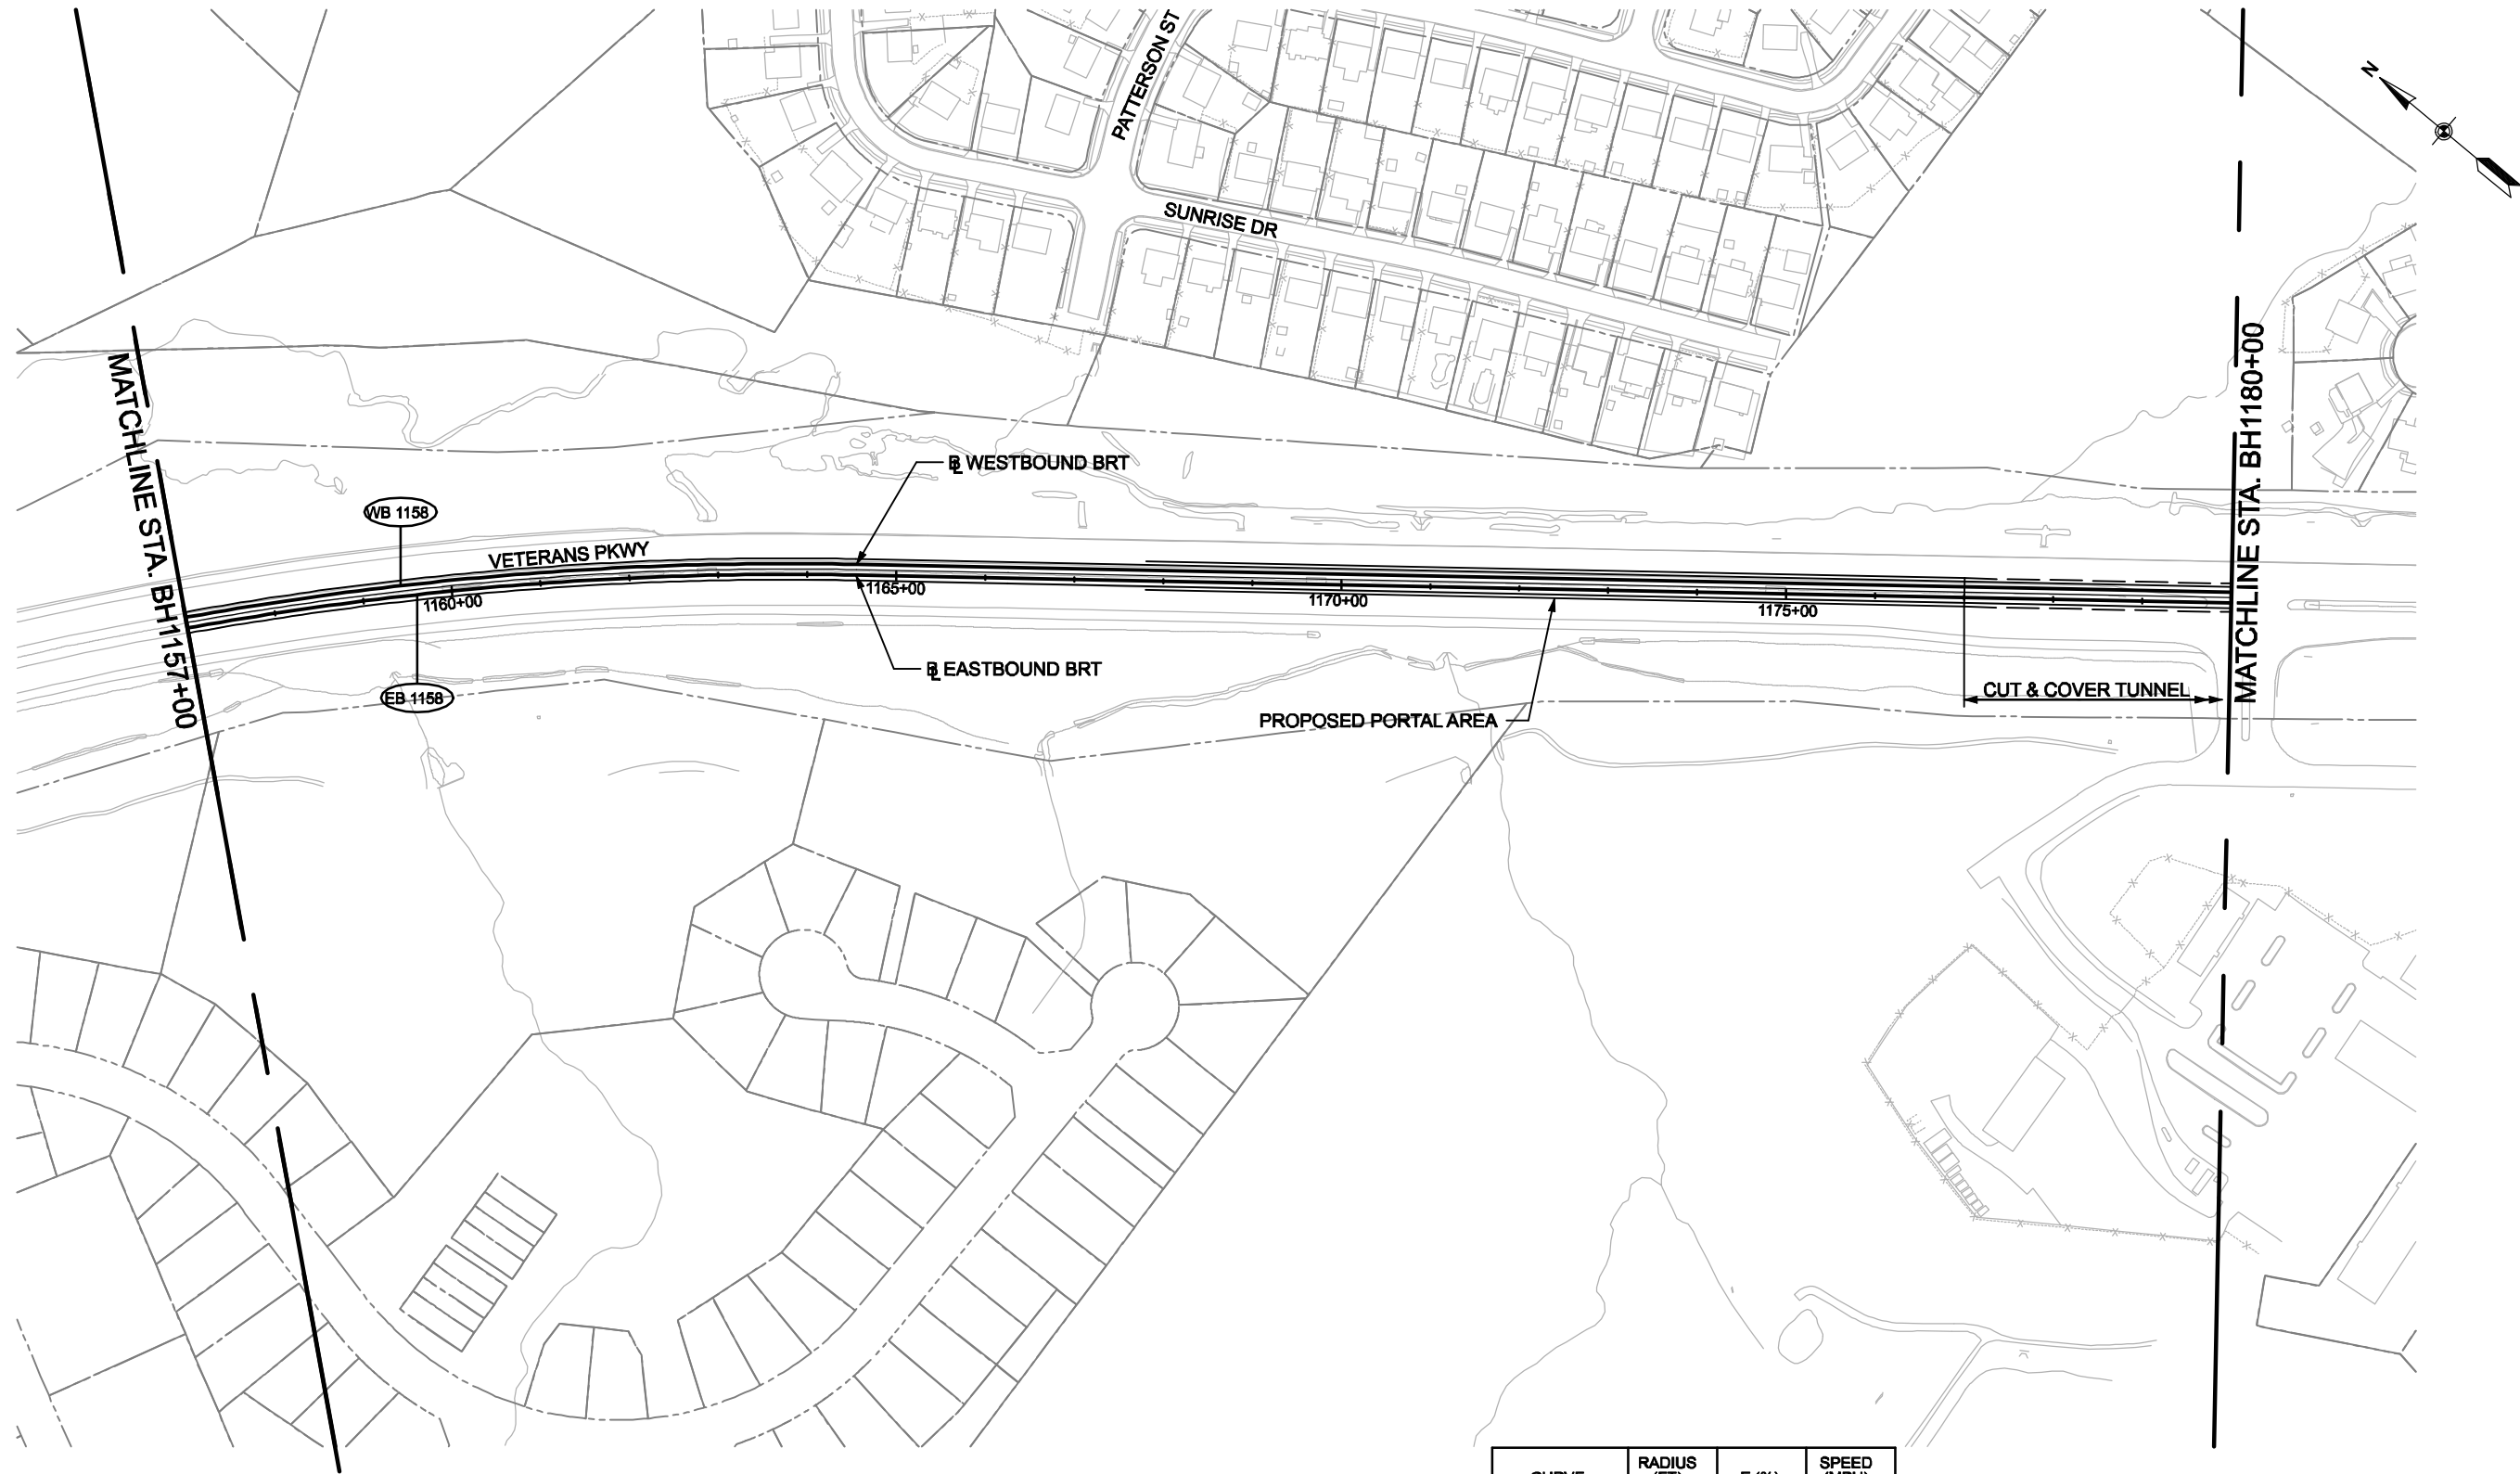 PATTERSON ST
N
SUNRISE DR
MATCHLINE STA. BH1157+00
MATCHLINE STA. BH1180+00
BL WESTBOUND BRT
WB 1158
VETERANS PKWY
1160+00
1165+00
1170+00
1175+00
BL EASTBOUND BRT
EB 1158
CUT & COVER TUNNEL
PROPOSED PORTAL AREA
RADIUS
SPEED